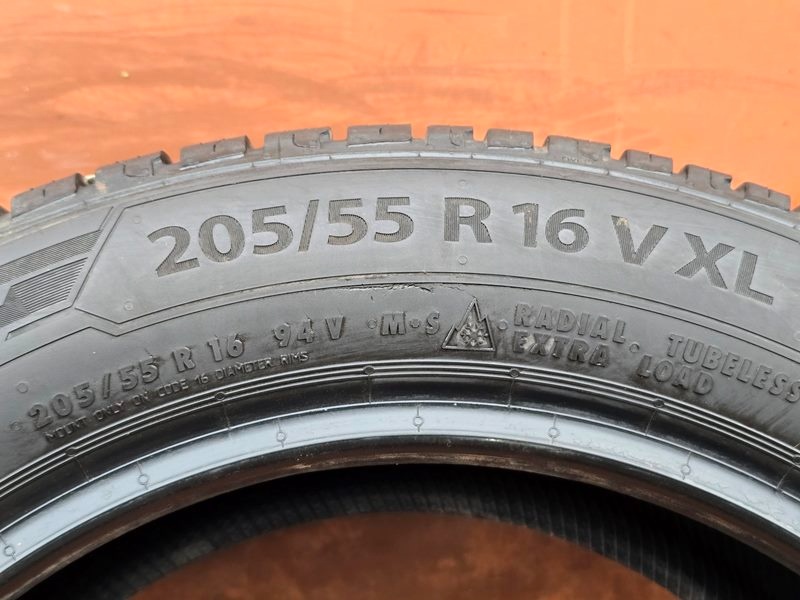 205/55 R 16 V XL
205/55 R 16 94 V •M•S RADIAL • TUBELESS
EXTRA LOAD
MOUNT ONLY ON CODE 16 DIAMETER RIMS